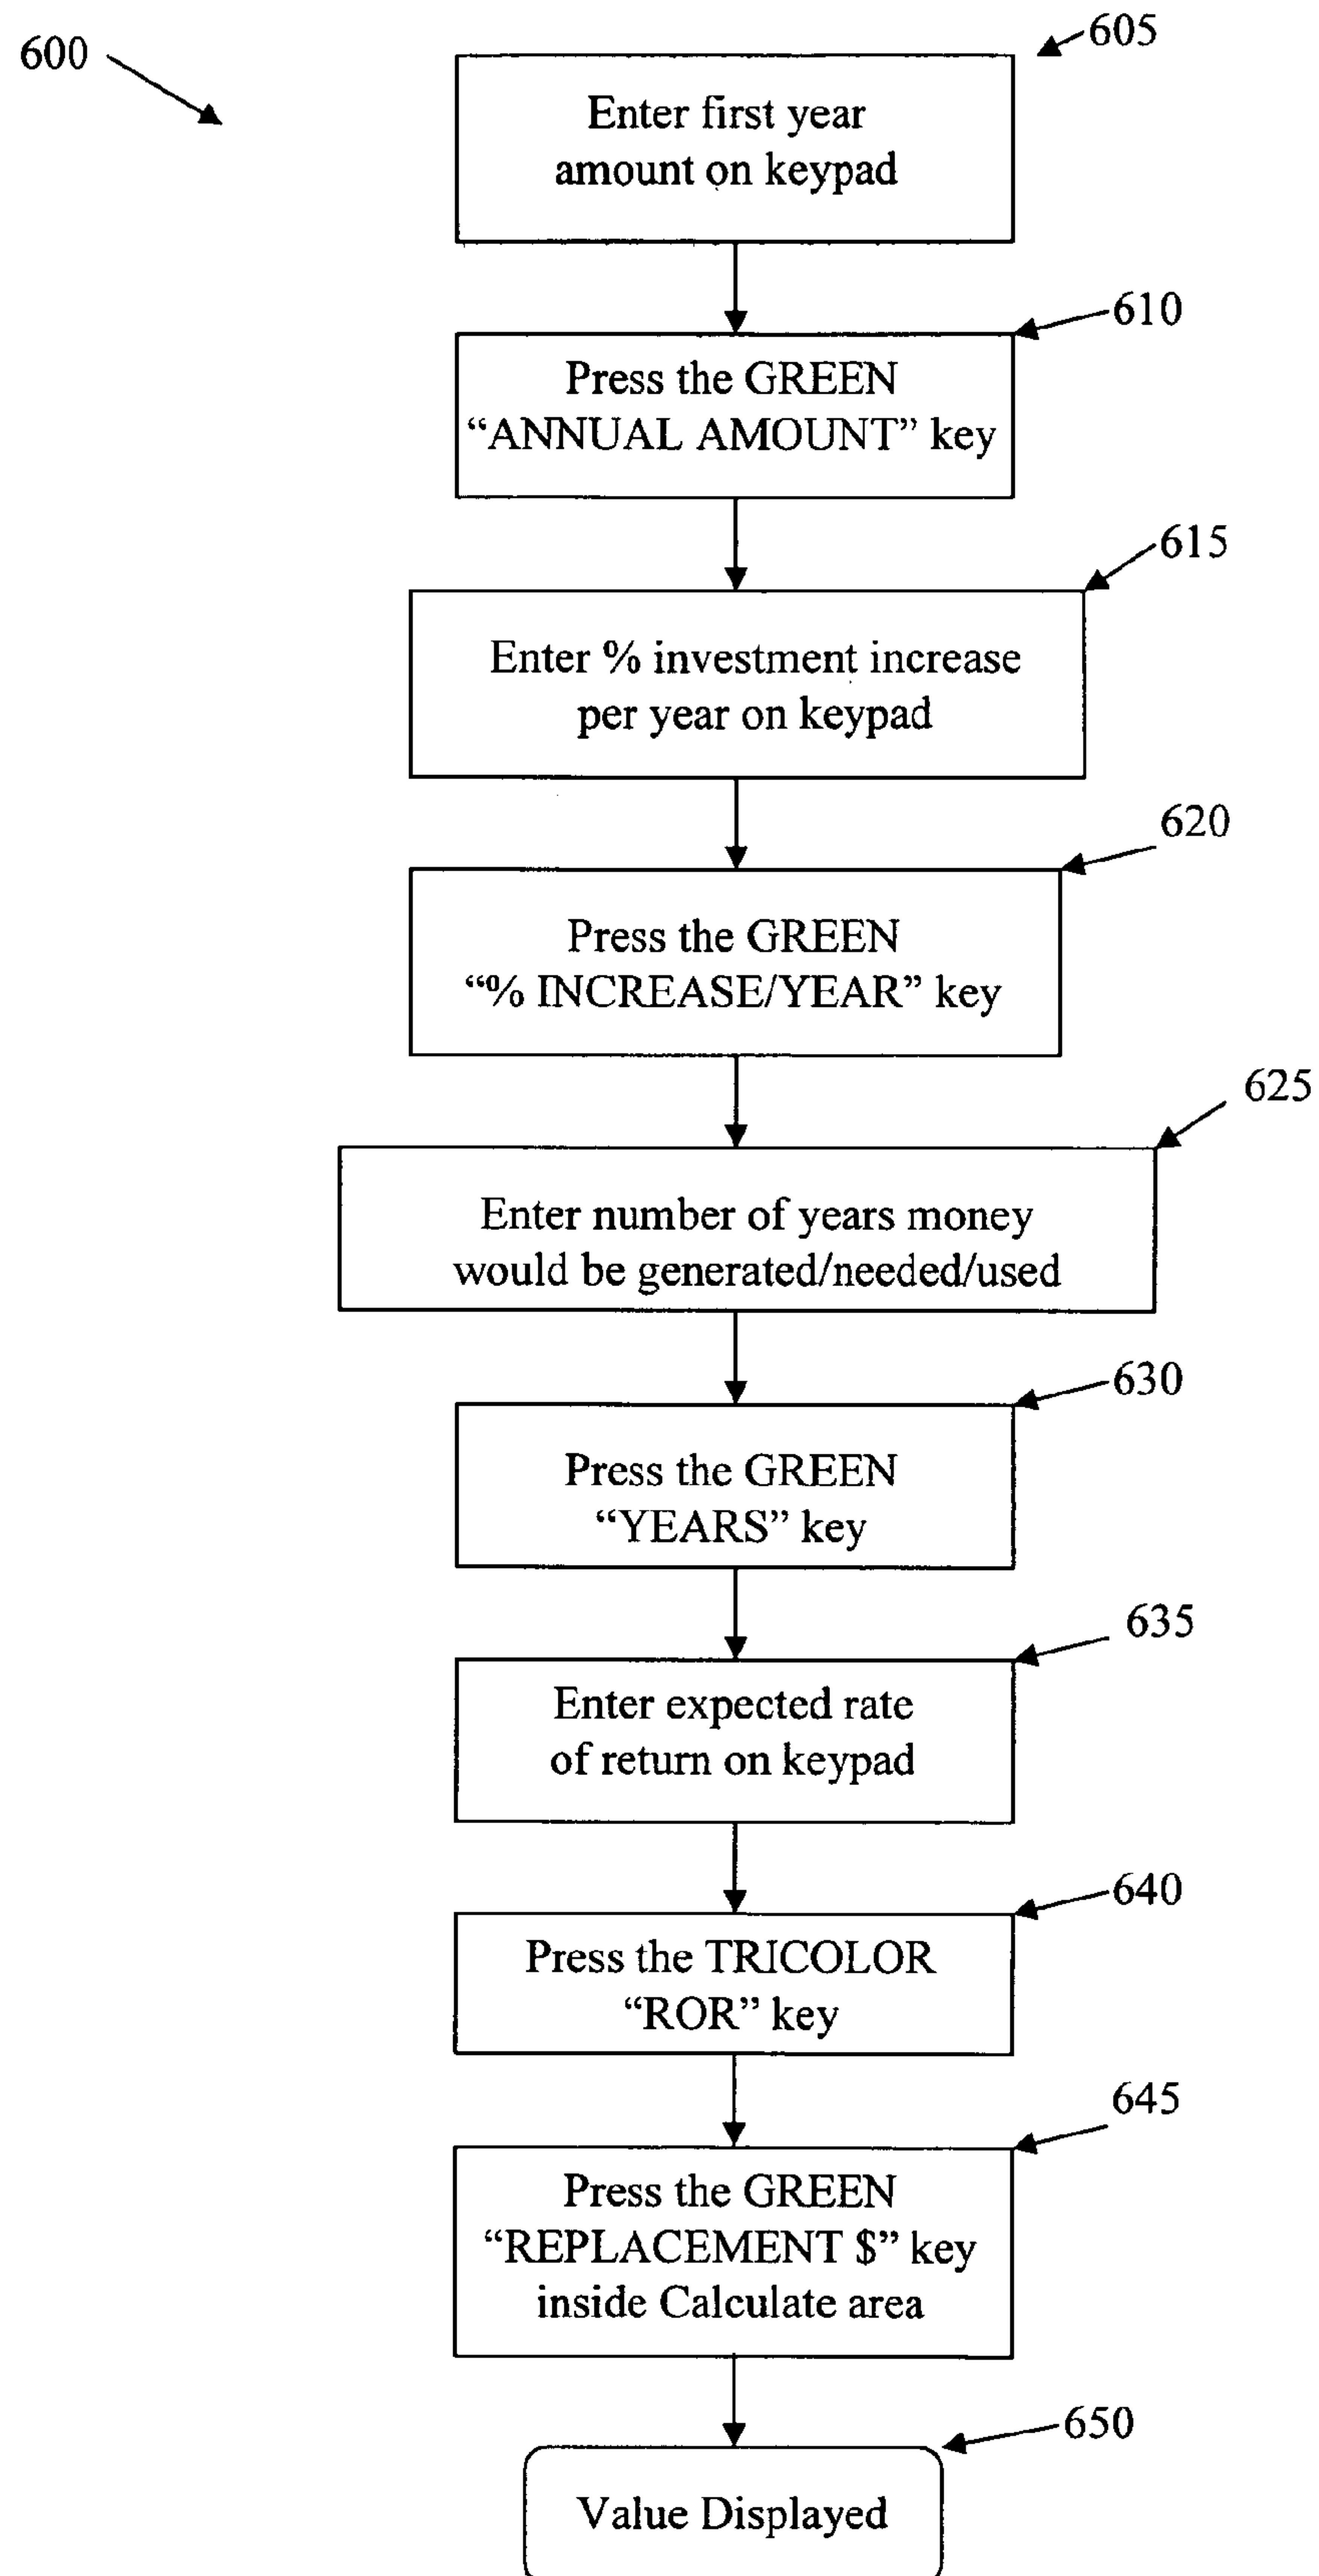 600
605
Enter first year
amount on keypad
610
Press the GREEN
“ANNUAL AMOUNT” key
615
Enter % investment increase
per year on keypad
620
Press the GREEN
“% INCREASE/YEAR” key
625
Enter number of years money
would be generated/needed/used
630
Press the GREEN
“YEARS” key
635
Enter expected rate
of return on keypad
640
Press the TRICOLOR
“ROR” key
645
Press the GREEN
“REPLACEMENT $” key
inside Calculate area
650
Value Displayed